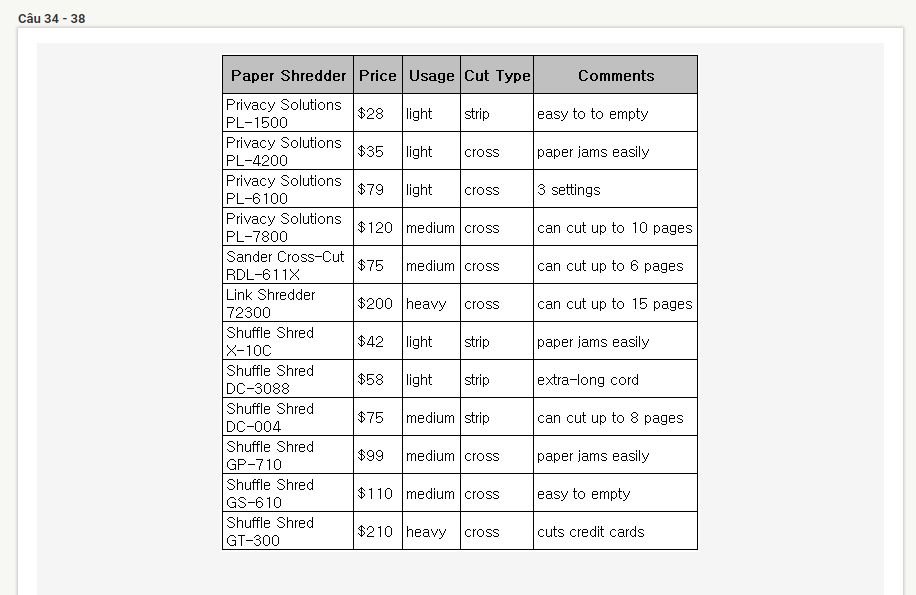 Câu 34 - 38
Paper Shredder Price Usage Cut Type Comments
Privacy Solutions
PL-1500 $28 light strip easy to to empty
Privacy Solutions
PL-4200 $35 light cross paper jams easily
Privacy Solutions
PL-6100 $79 light cross 3 settings
Privacy Solutions
PL-7800 $120 medium cross can cut up to 10 pages
Sander Cross-Cut
RDL-611X $75 medium cross can cut up to 6 pages
Link Shredder
72300 $200 heavy cross can cut up to 15 pages
Shuffle Shred
X-10C $42 light strip paper jams easily
Shuffle Shred
DC-3088 $58 light strip extra-long cord
Shuffle Shred
DC-004 $75 medium strip can cut up to 8 pages
Shuffle Shred
GP-710 $99 medium cross paper jams easily
Shuffle Shred
GS-610 $110 medium cross easy to empty
Shuffle Shred
GT-300 $210 heavy cross cuts credit cards